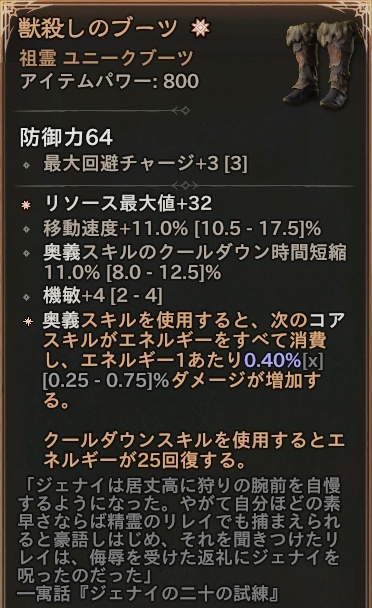 獣殺しのブーツ
祖霊 ユニークブーツ
アイテムパワー: 800
防御力64
最大回避チャージ+3 [3]
リソース最大値+32
移動速度+11.0% [10.5 - 17.5]%
奥義スキルのクールダウン時間短縮
11.0% [8.0 - 12.5]%
機敏+4 [2 - 4]
奥義スキルを使用すると、次のコア
スキルがエネルギーをすべて消費
し、エネルギー1あたり0.40%[x]
[0.25 - 0.75]%ダメージが増加す
る。
クールダウンスキルを使用するとエ
ネルギーが25回復する。
「ジェナイは居丈高に狩りの腕前を自慢
するようになった。やがて自分ほどの素
早さならば精霊のリレイでも捕まえられ
ると豪語しはじめ、それを聞きつけたリ
レイは、侮辱を受けた返礼にジェナイを
呪ったのだった」
―寓話『ジェナイの二十の試練』